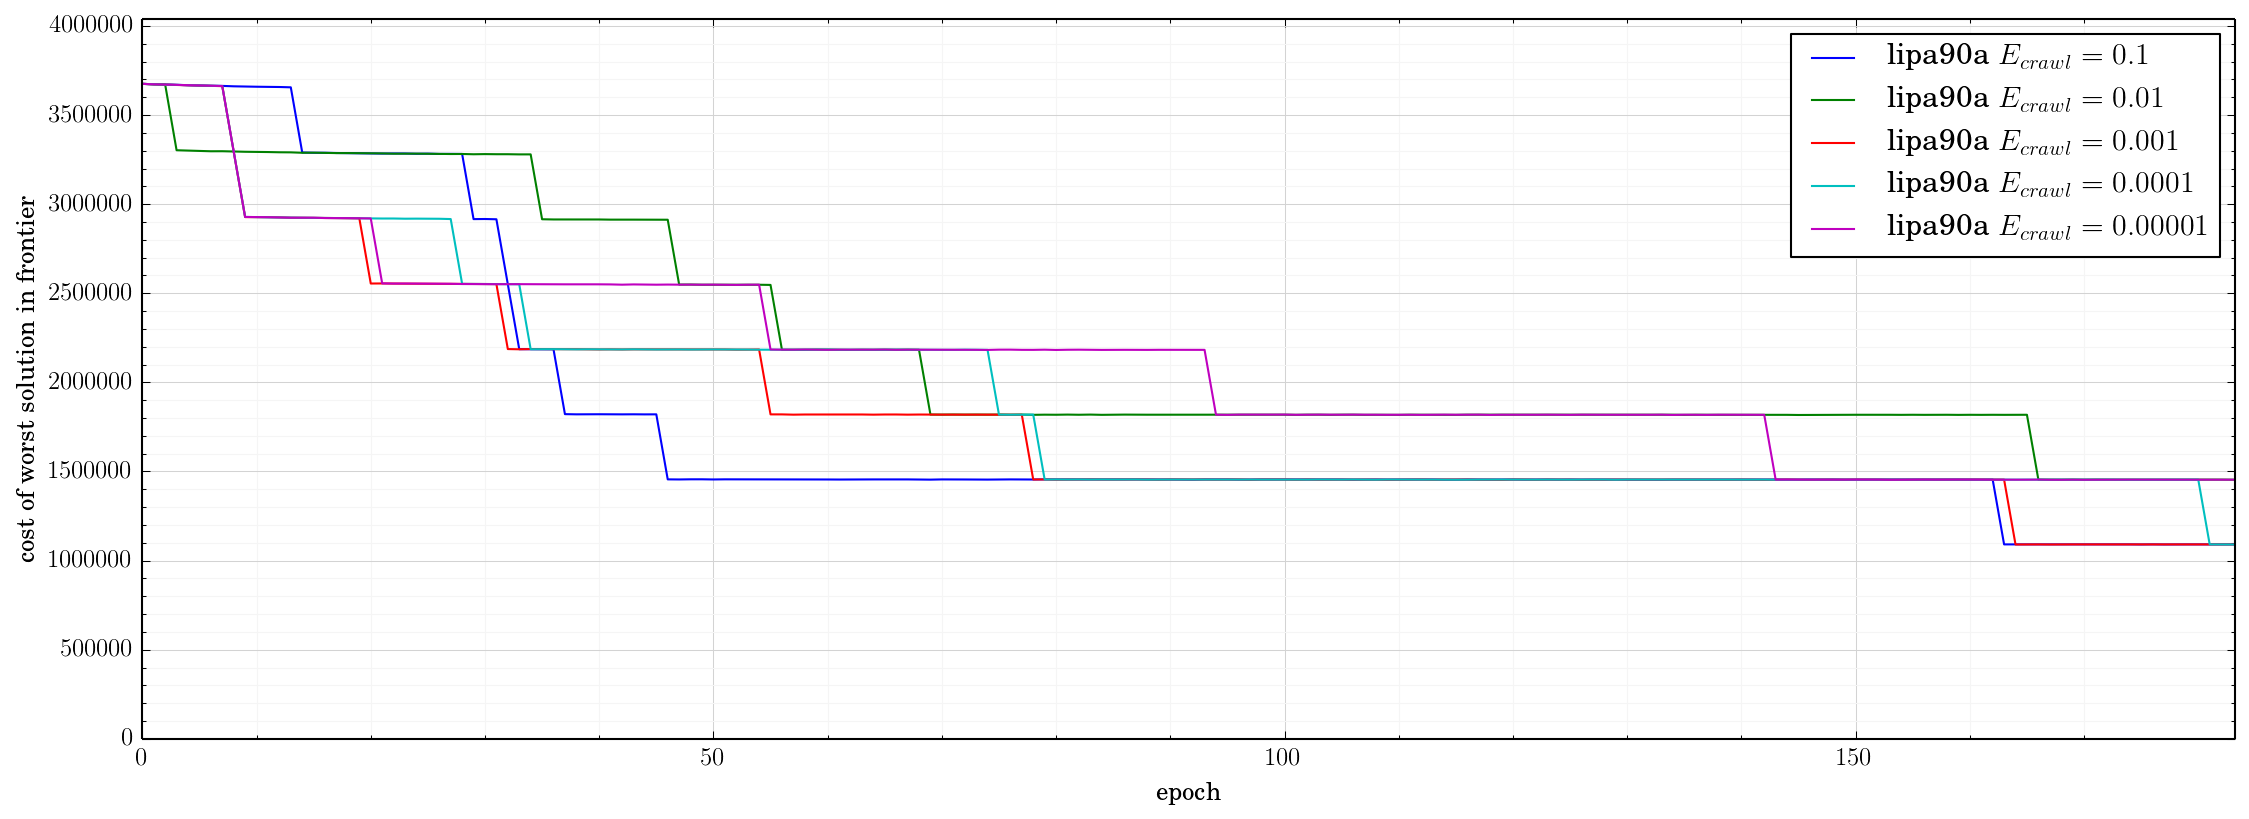 4000000
3500000
3000000
2500000
2000000
1500000
1000000
500000
0
cost of worst solution in frontier
0 50 100 150
epoch
lipa90a E_crawl = 0.1
lipa90a E_crawl = 0.01
lipa90a E_crawl = 0.001
lipa90a E_crawl = 0.0001
lipa90a E_crawl = 0.00001